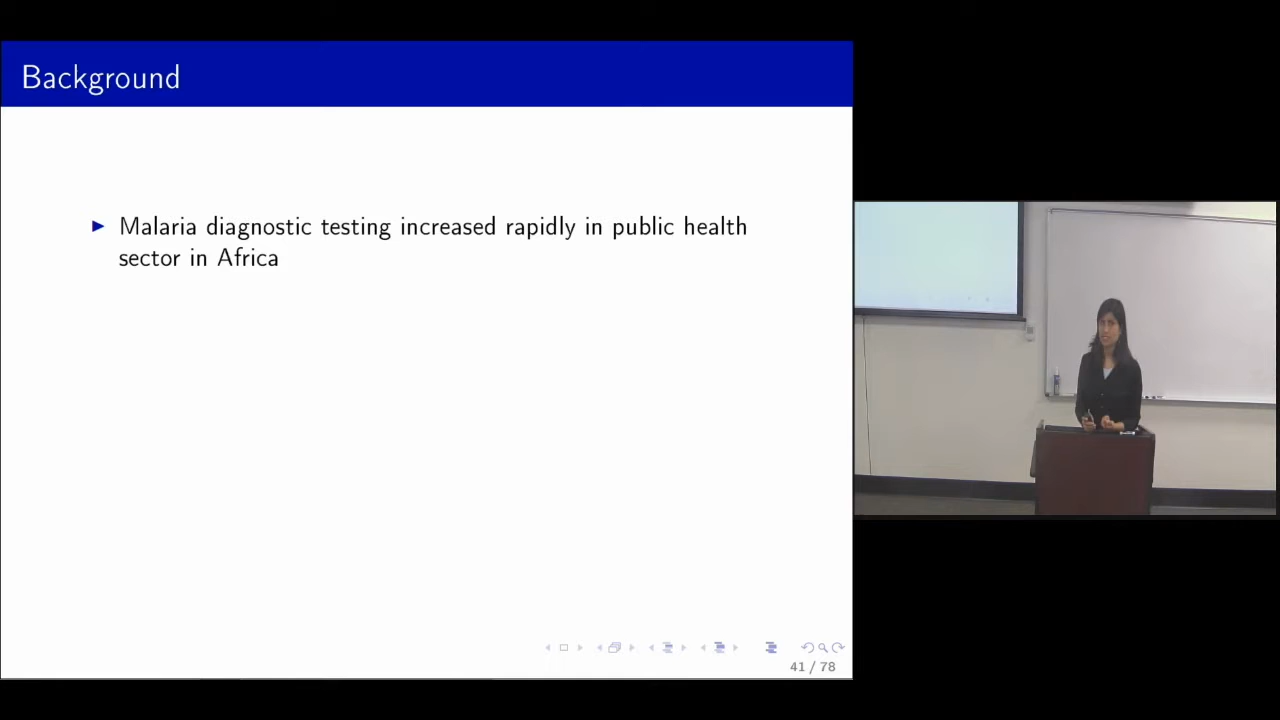 Background
Malaria diagnostic testing increased rapidly in public health
sector in Africa
41 / 78